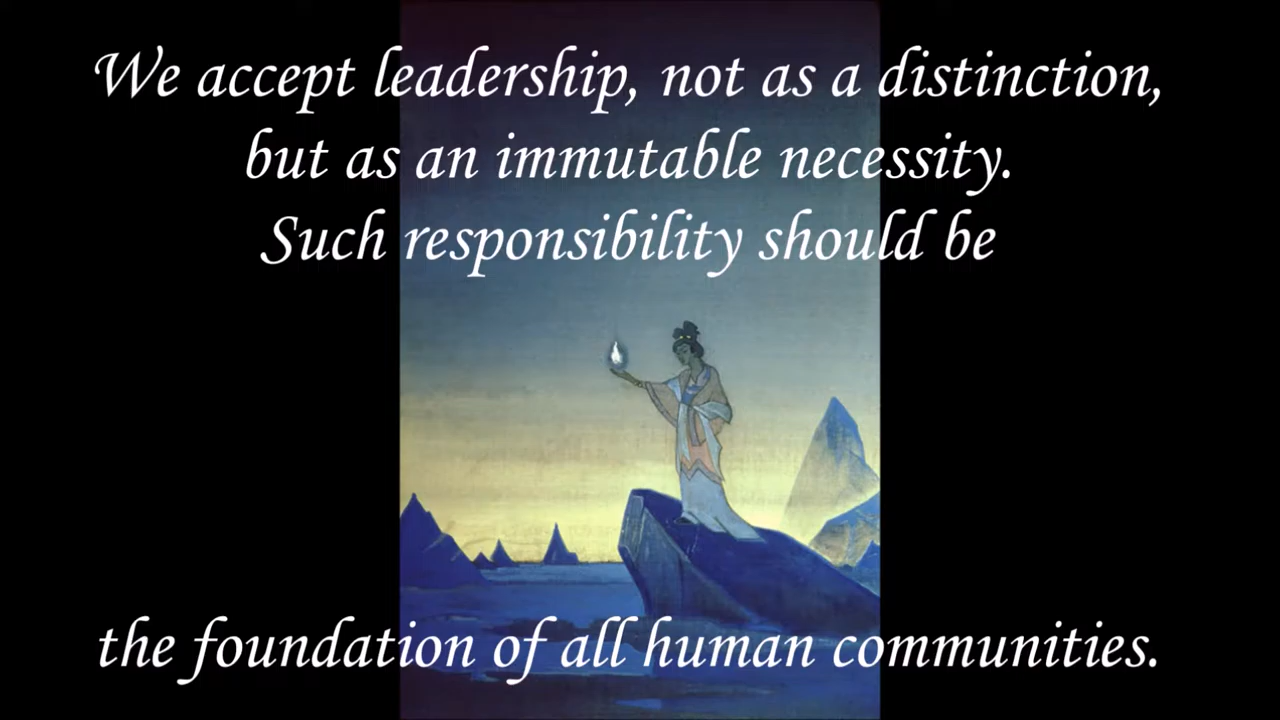 We accept leadership, not as a distinction,
but as an immutable necessity.
Such responsibility should be
the foundation of all human communities.